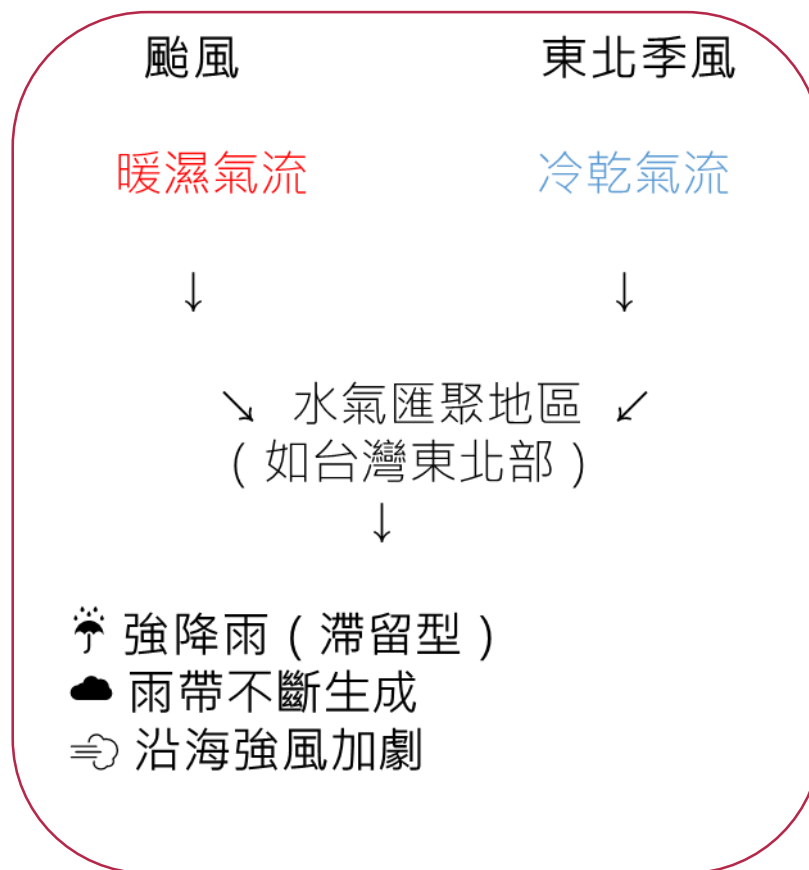 颱風 東北季風
暖濕氣流 冷乾氣流
↓ ↓
↘ 水氣匯聚地區 ↙
(如台灣東北部)
↓
☔ 強降雨(滯留型)
☁ 雨帶不斷生成
🌬 沿海強風加劇